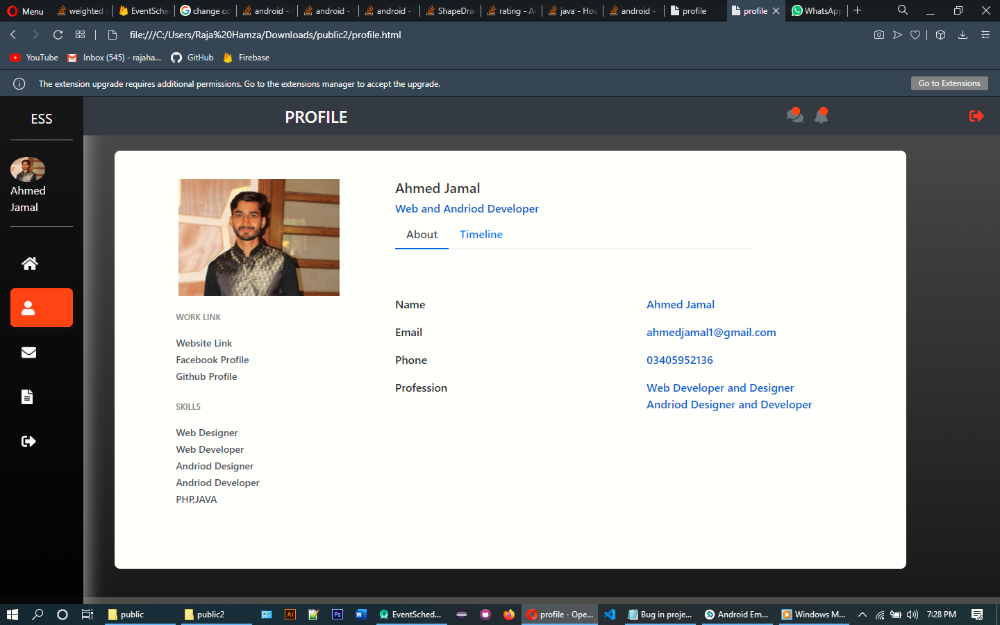 Menu
weighted
EventSche
change co
android -
android -
android -
ShapeDra
rating - A
java - How
android -
profile
profile
WhatsApp
file:///C:/Users/Raja%20Hamza/Downloads/public2/profile.html
YouTube
Inbox (545) - rajaha...
GitHub
Firebase
The extension upgrade requires additional permissions. Go to the extensions manager to accept the upgrade.
Go to Extensions
ESS
PROFILE
Ahmed
Jamal
Ahmed Jamal
Web and Andriod Developer
About
Timeline
WORK LINK
Website Link
Facebook Profile
Github Profile
SKILLS
Web Designer
Web Developer
Andriod Designer
Andriod Developer
PHP,JAVA
Name
Ahmed Jamal
Email
ahmedjamal1@gmail.com
Phone
03405952136
Profession
Web Developer and Designer
Andriod Designer and Developer
public
public2
Ai
Ps
W
EventSched...
profile - Ope...
Bug in proje...
Android Em...
Windows M...
7:28 PM